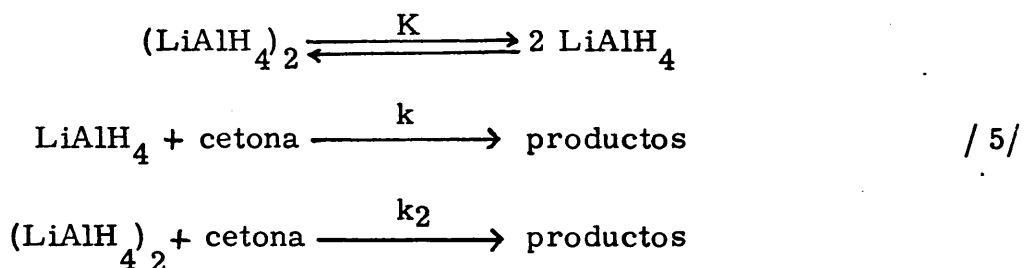 (LiAlH4)2 ⇌ K 2 LiAlH4
LiAlH4 + cetona → k productos /5/
(LiAlH4)2 + cetona → k2 productos